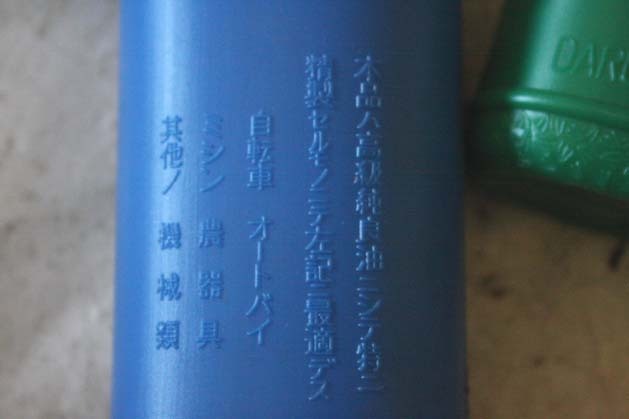 本品ハ高級純良油ニシテ特ニ
精製セルモノニテ左記ニ最適デス
自転車 オートバイ
ミシン 農器具
其他ノ機械類
DAR